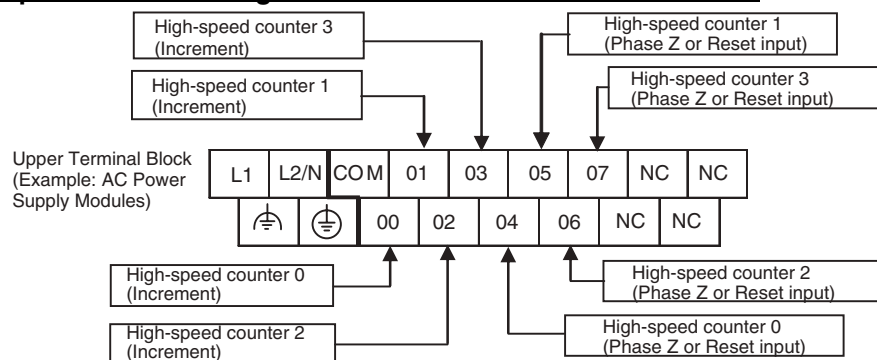 High-speed counter 3
(Increment)
High-speed counter 1
(Phase Z or Reset input)
High-speed counter 1
(Increment)
High-speed counter 3
(Phase Z or Reset input)
Upper Terminal Block
(Example: AC Power
Supply Modules)
L1 L2/N COM 01 03 05 07 NC NC
00 02 04 06 NC NC
High-speed counter 0
(Increment)
High-speed counter 2
(Phase Z or Reset input)
High-speed counter 2
(Increment)
High-speed counter 0
(Phase Z or Reset input)